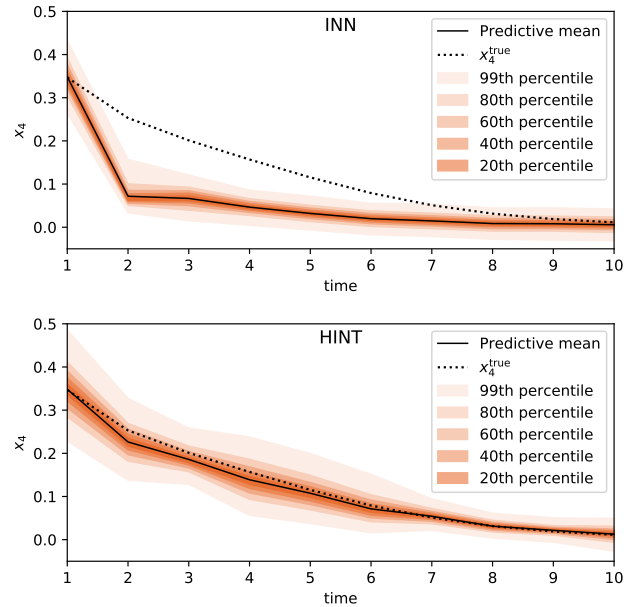 INN
0.5
0.4
0.3
0.2
0.1
0.0
x₄
Predictive mean
x₄ᵗʳᵘᵉ
99th percentile
80th percentile
60th percentile
40th percentile
20th percentile
1 2 3 4 5 6 7 8 9 10
time
HINT
0.5
0.4
0.3
0.2
0.1
0.0
x₄
Predictive mean
x₄ᵗʳᵘᵉ
99th percentile
80th percentile
60th percentile
40th percentile
20th percentile
1 2 3 4 5 6 7 8 9 10
time